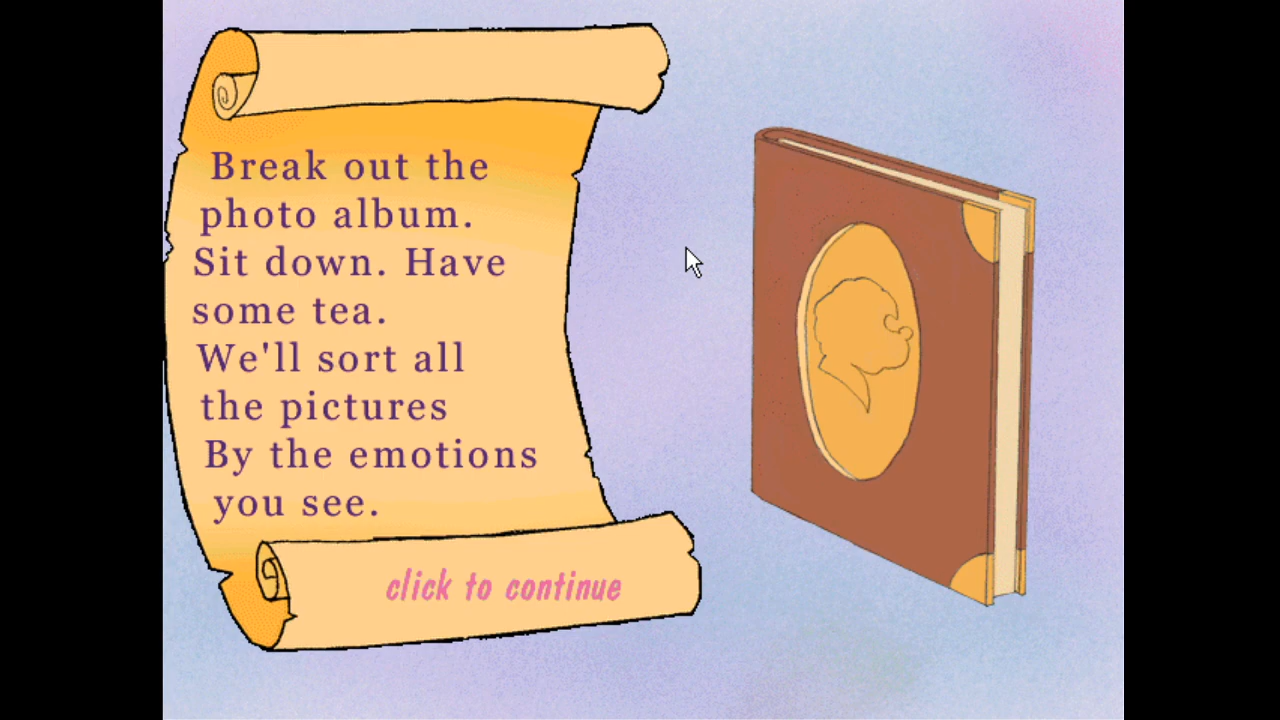 Break out the
photo album.
Sit down. Have
some tea.
We'll sort all
the pictures
By the emotions
you see.
click to continue